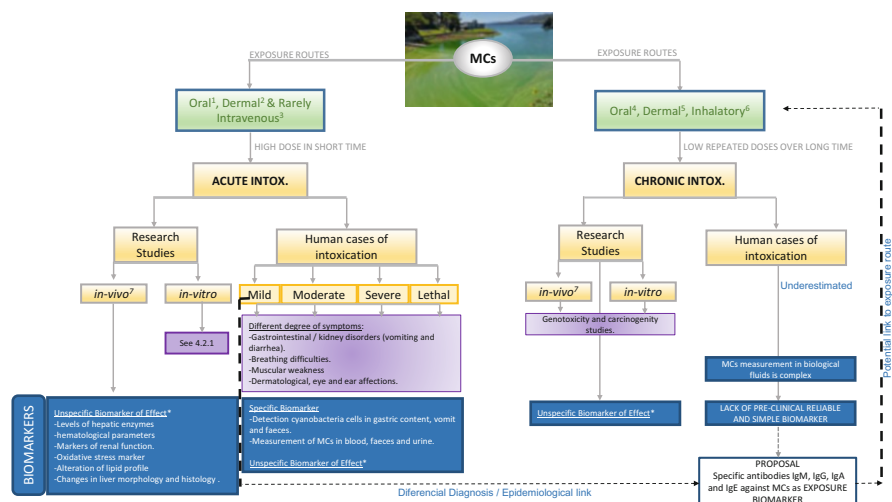 EXPOSURE ROUTES
MCs
EXPOSURE ROUTES
Oral¹, Dermal² & Rarely
Intravenous³
Oral⁴, Dermal⁵, Inhalatory⁶
HIGH DOSE IN SHORT TIME
LOW REPEATED DOSES OVER LONG TIME
ACUTE INTOX.
CHRONIC INTOX.
Research
Studies
Human cases of
intoxication
Research
Studies
Human cases of
intoxication
in-vivo⁷
in-vitro
Mild
Moderate
Severe
Lethal
in-vivo⁷
in-vitro
Underestimated
See 4.2.1
Different degree of symptoms:
-Gastrointestinal / kidney disorders (vomiting and
diarrhea).
-Breathing difficulties.
-Muscular weakness
-Dermatological, eye and ear affections.
Genotoxicity and carcinogenity
studies.
MCs measurement in biological
fluids is complex
BIOMARKERS
Unspecific Biomarker of Effect*
-Levels of hepatic enzymes
-hematological parameters
-Markers of renal function.
-Oxidative stress marker
-Alteration of lipid profile
-Changes in liver morphology and histology .
Specific Biomarker
-Detection cyanobacteria cells in gastric content, vomit
and faeces.
-Measurement of MCs in blood, faeces and urine.
Unspecific Biomarker of Effect*
Unspecific Biomarker of Effect*
LACK OF PRE-CLINICAL RELIABLE
AND SIMPLE BIOMARKER
PROPOSAL
Specific antibodies IgM, IgG, IgA
and IgE against MCs as EXPOSURE
BIOMARKER
Diferencial Diagnosis / Epidemiological link
Potential link to exposure route